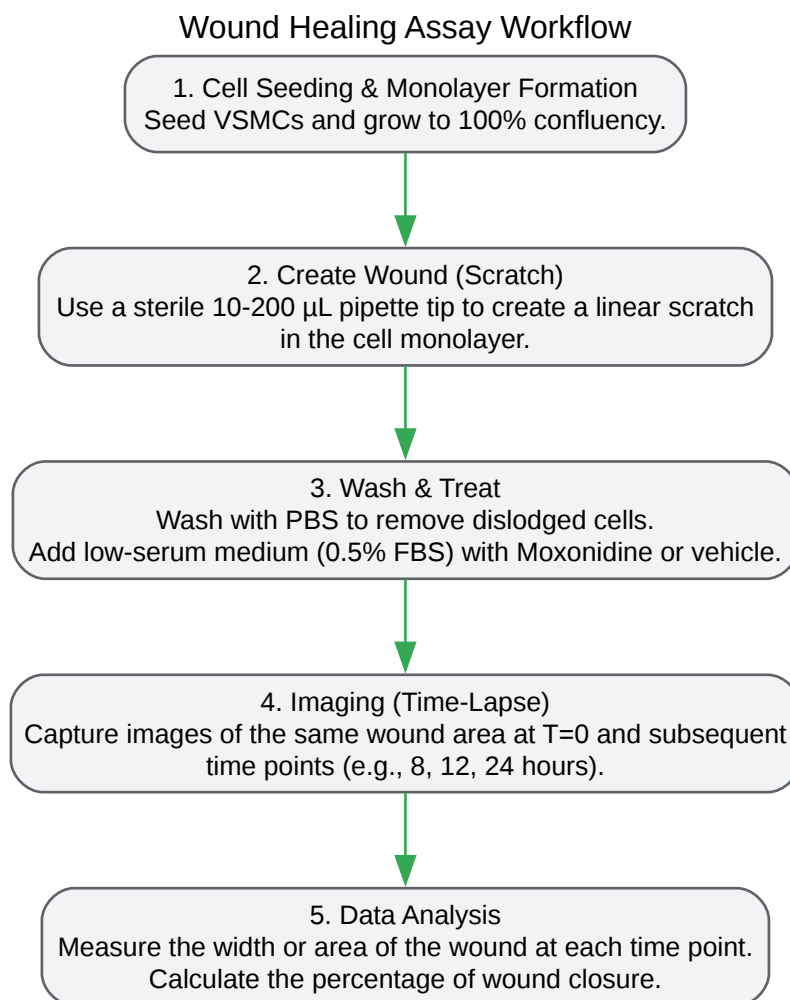 Wound Healing Assay Workflow
1. Cell Seeding & Monolayer Formation
Seed VSMCs and grow to 100% confluency.
2. Create Wound (Scratch)
Use a sterile 10-200 µL pipette tip to create a linear scratch
in the cell monolayer.
3. Wash & Treat
Wash with PBS to remove dislodged cells.
Add low-serum medium (0.5% FBS) with Moxonidine or vehicle.
4. Imaging (Time-Lapse)
Capture images of the same wound area at T=0 and subsequent
time points (e.g., 8, 12, 24 hours).
5. Data Analysis
Measure the width or area of the wound at each time point.
Calculate the percentage of wound closure.